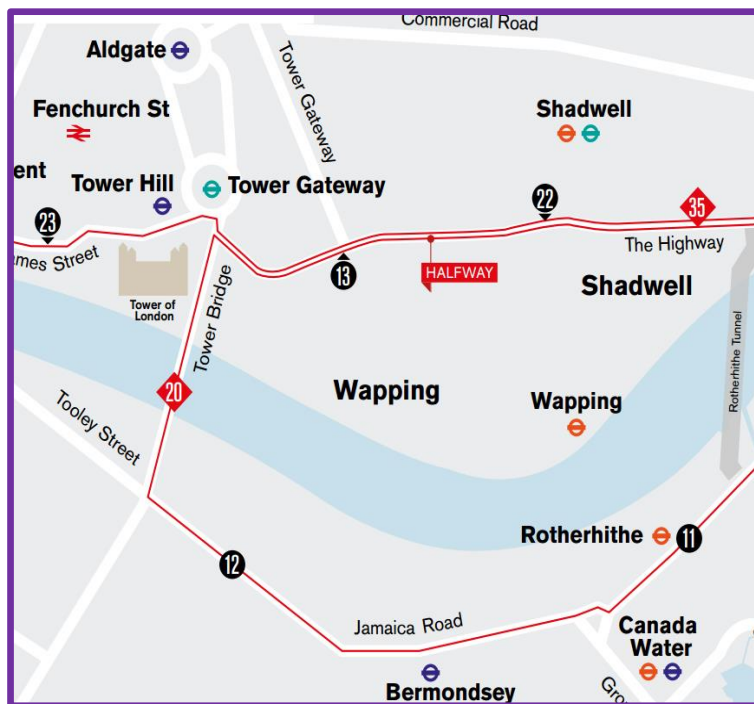 Commercial Road
Aldgate
Tower Gateway
Fenchurch St
Shadwell
ent
Tower Hill
Tower Gateway
23
22
35
mes Street
13
HALFWAY
The Highway
Shadwell
Tower of
London
Tower Bridge
Rotherhithe Tunnel
20
Wapping
Wapping
Tooley Street
Rotherhithe
11
12
Jamaica Road
Canada
Water
Bermondsey
Gro